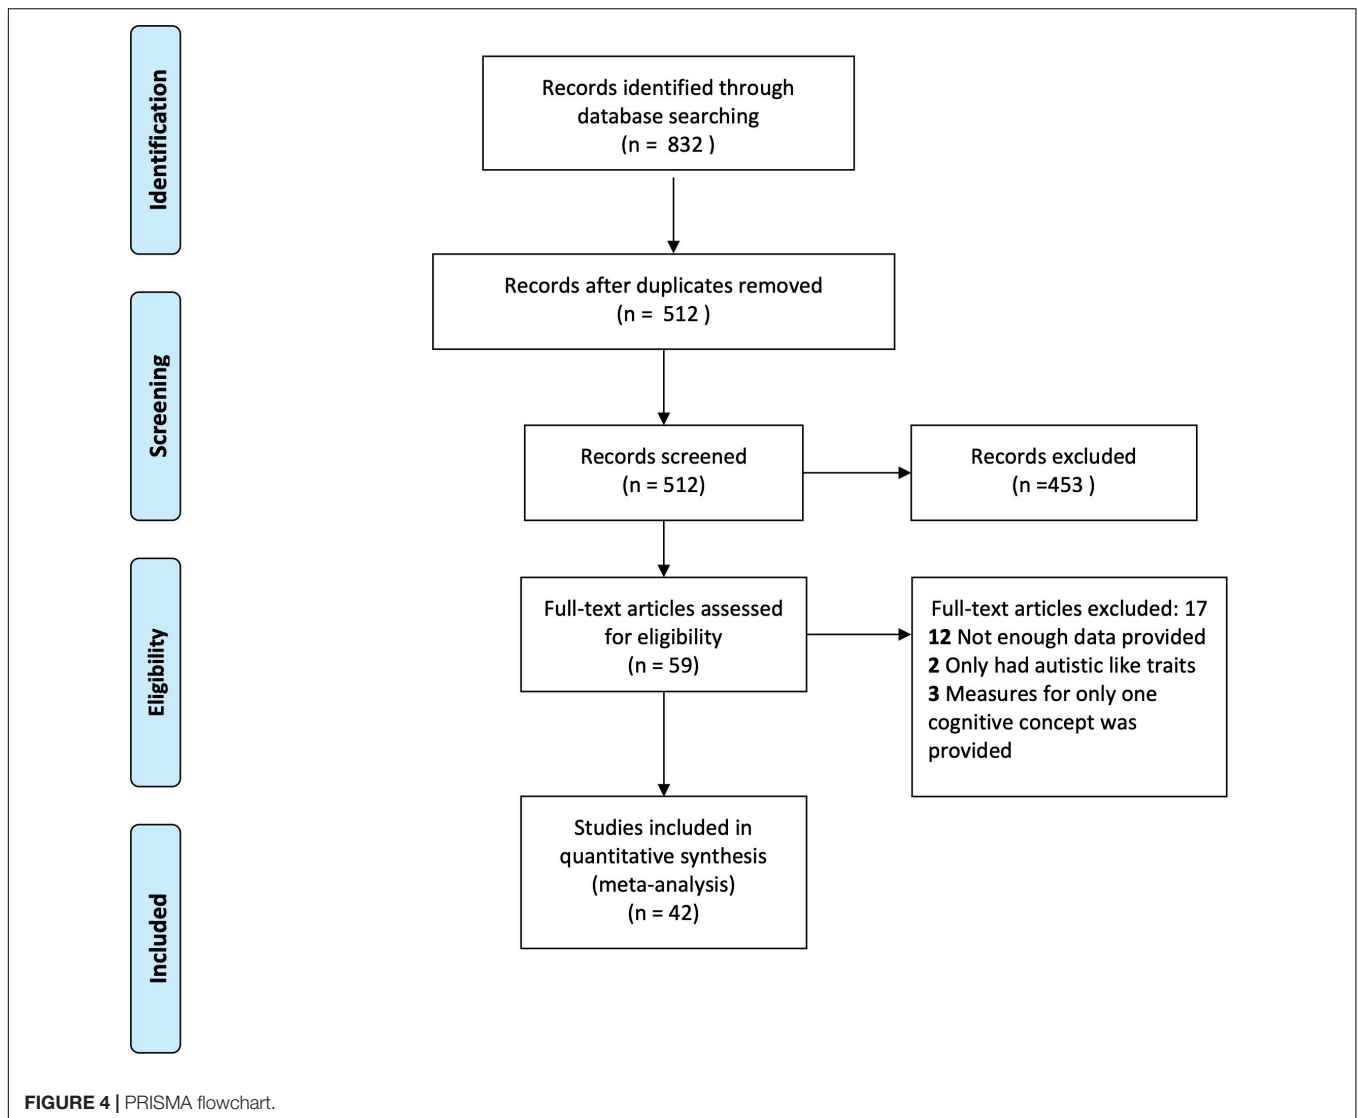 Identification
Records identified through
database searching
(n =  832 )
Records after duplicates removed
(n =  512 )
Screening
Records screened
(n = 512)
Records excluded
(n =453 )
Eligibility
Full-text articles assessed
for eligibility
(n = 59)
Full-text articles excluded: 17
12 Not enough data provided
2 Only had autistic like traits
3 Measures for only one
cognitive concept was
provided
Included
Studies included in
quantitative synthesis
(meta-analysis)
(n = 42)
FIGURE 4 | PRISMA flowchart.